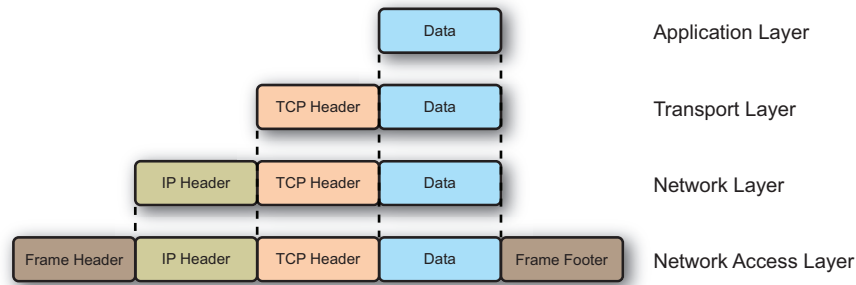 Data Application Layer
TCP Header Data Transport Layer
IP Header TCP Header Data Network Layer
Frame Header IP Header TCP Header Data Frame Footer Network Access Layer